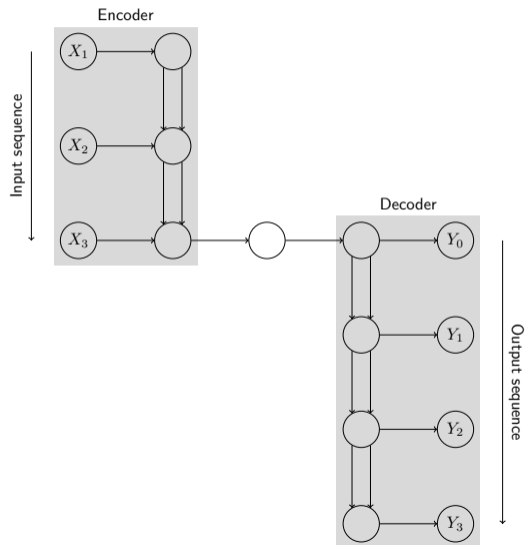 Encoder
Input sequence
X₁
X₂
X₃
Decoder
Y₀
Y₁
Y₂
Y₃
Output sequence